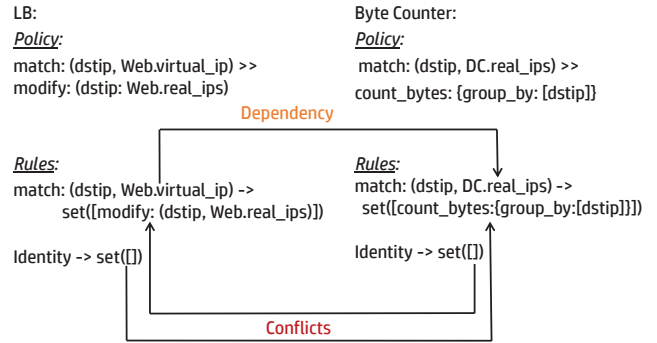 LB:
Policy:
match: (dstip, Web.virtual_ip) >>
modify: (dstip: Web.real_ips)
Byte Counter:
Policy:
match: (dstip, DC.real_ips) >>
count_bytes: {group_by: [dstip]}
Dependency
Rules:
match: (dstip, Web.virtual_ip) ->
set([modify: (dstip, Web.real_ips)])
Identity -> set([])
Rules:
match: (dstip, DC.real_ips) ->
set([count_bytes:{group_by:[dstip]}])
Identity -> set([])
Conflicts